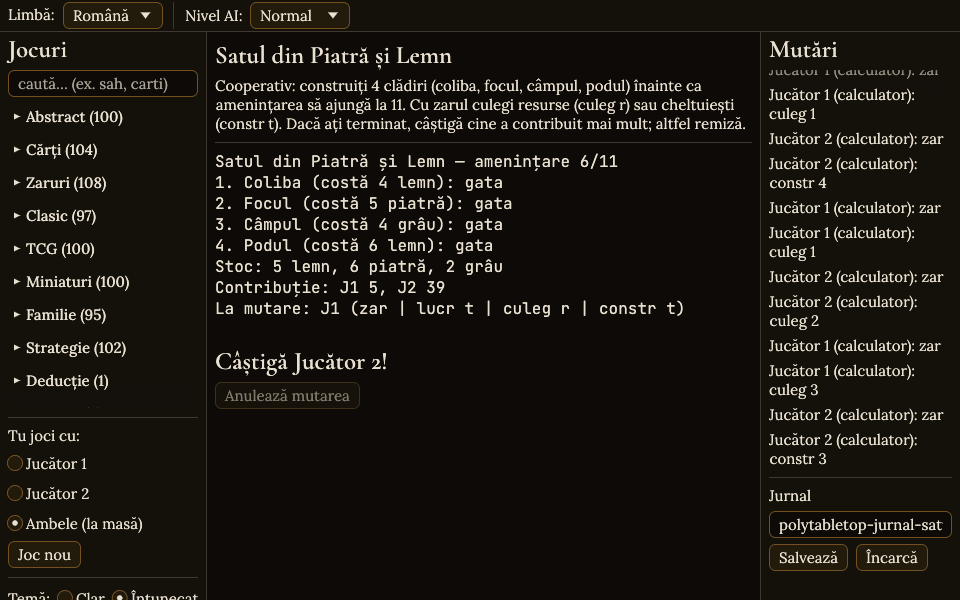 Limbă: Română ▼ Nivel AI: Normal ▼
Jocuri
caută... (ex. sah, carti)
▸ Abstract (100)
▸ Cărți (104)
▸ Zaruri (108)
▸ Clasic (97)
▸ TCG (100)
▸ Miniaturi (100)
▸ Familie (95)
▸ Strategie (102)
▸ Deducție (1)
Tu joci cu:
Jucător 1
Jucător 2
Ambele (la masă)
Joc nou
Temă: Clar Întunecat
Satul din Piatră și Lemn
Cooperativ: construiți 4 clădiri (coliba, focul, câmpul, podul) înainte ca
amenințarea să ajungă la 11. Cu zarul culegi resurse (culeg r) sau cheltuiești
(constr t). Dacă ați terminat, câștigă cine a contribuit mai mult; altfel remiză.
Satul din Piatră și Lemn — amenințare 6/11
1. Coliba (costă 4 lemn): gata
2. Focul (costă 5 piatră): gata
3. Câmpul (costă 4 grâu): gata
4. Podul (costă 6 lemn): gata
Stoc: 5 lemn, 6 piatră, 2 grâu
Contribuție: J1 5, J2 39
La mutare: J1 (zar | lucr t | culeg r | constr t)
Câștigă Jucător 2!
Anulează mutarea
Mutări
Jucător 1 (calculator): zar
Jucător 1 (calculator):
culeg 1
Jucător 2 (calculator): zar
Jucător 2 (calculator):
constr 4
Jucător 1 (calculator): zar
Jucător 1 (calculator):
culeg 1
Jucător 2 (calculator): zar
Jucător 2 (calculator):
culeg 2
Jucător 1 (calculator): zar
Jucător 1 (calculator):
culeg 3
Jucător 2 (calculator): zar
Jucător 2 (calculator):
constr 3
Jurnal
polytabletop-jurnal-sat
Salvează Încarcă